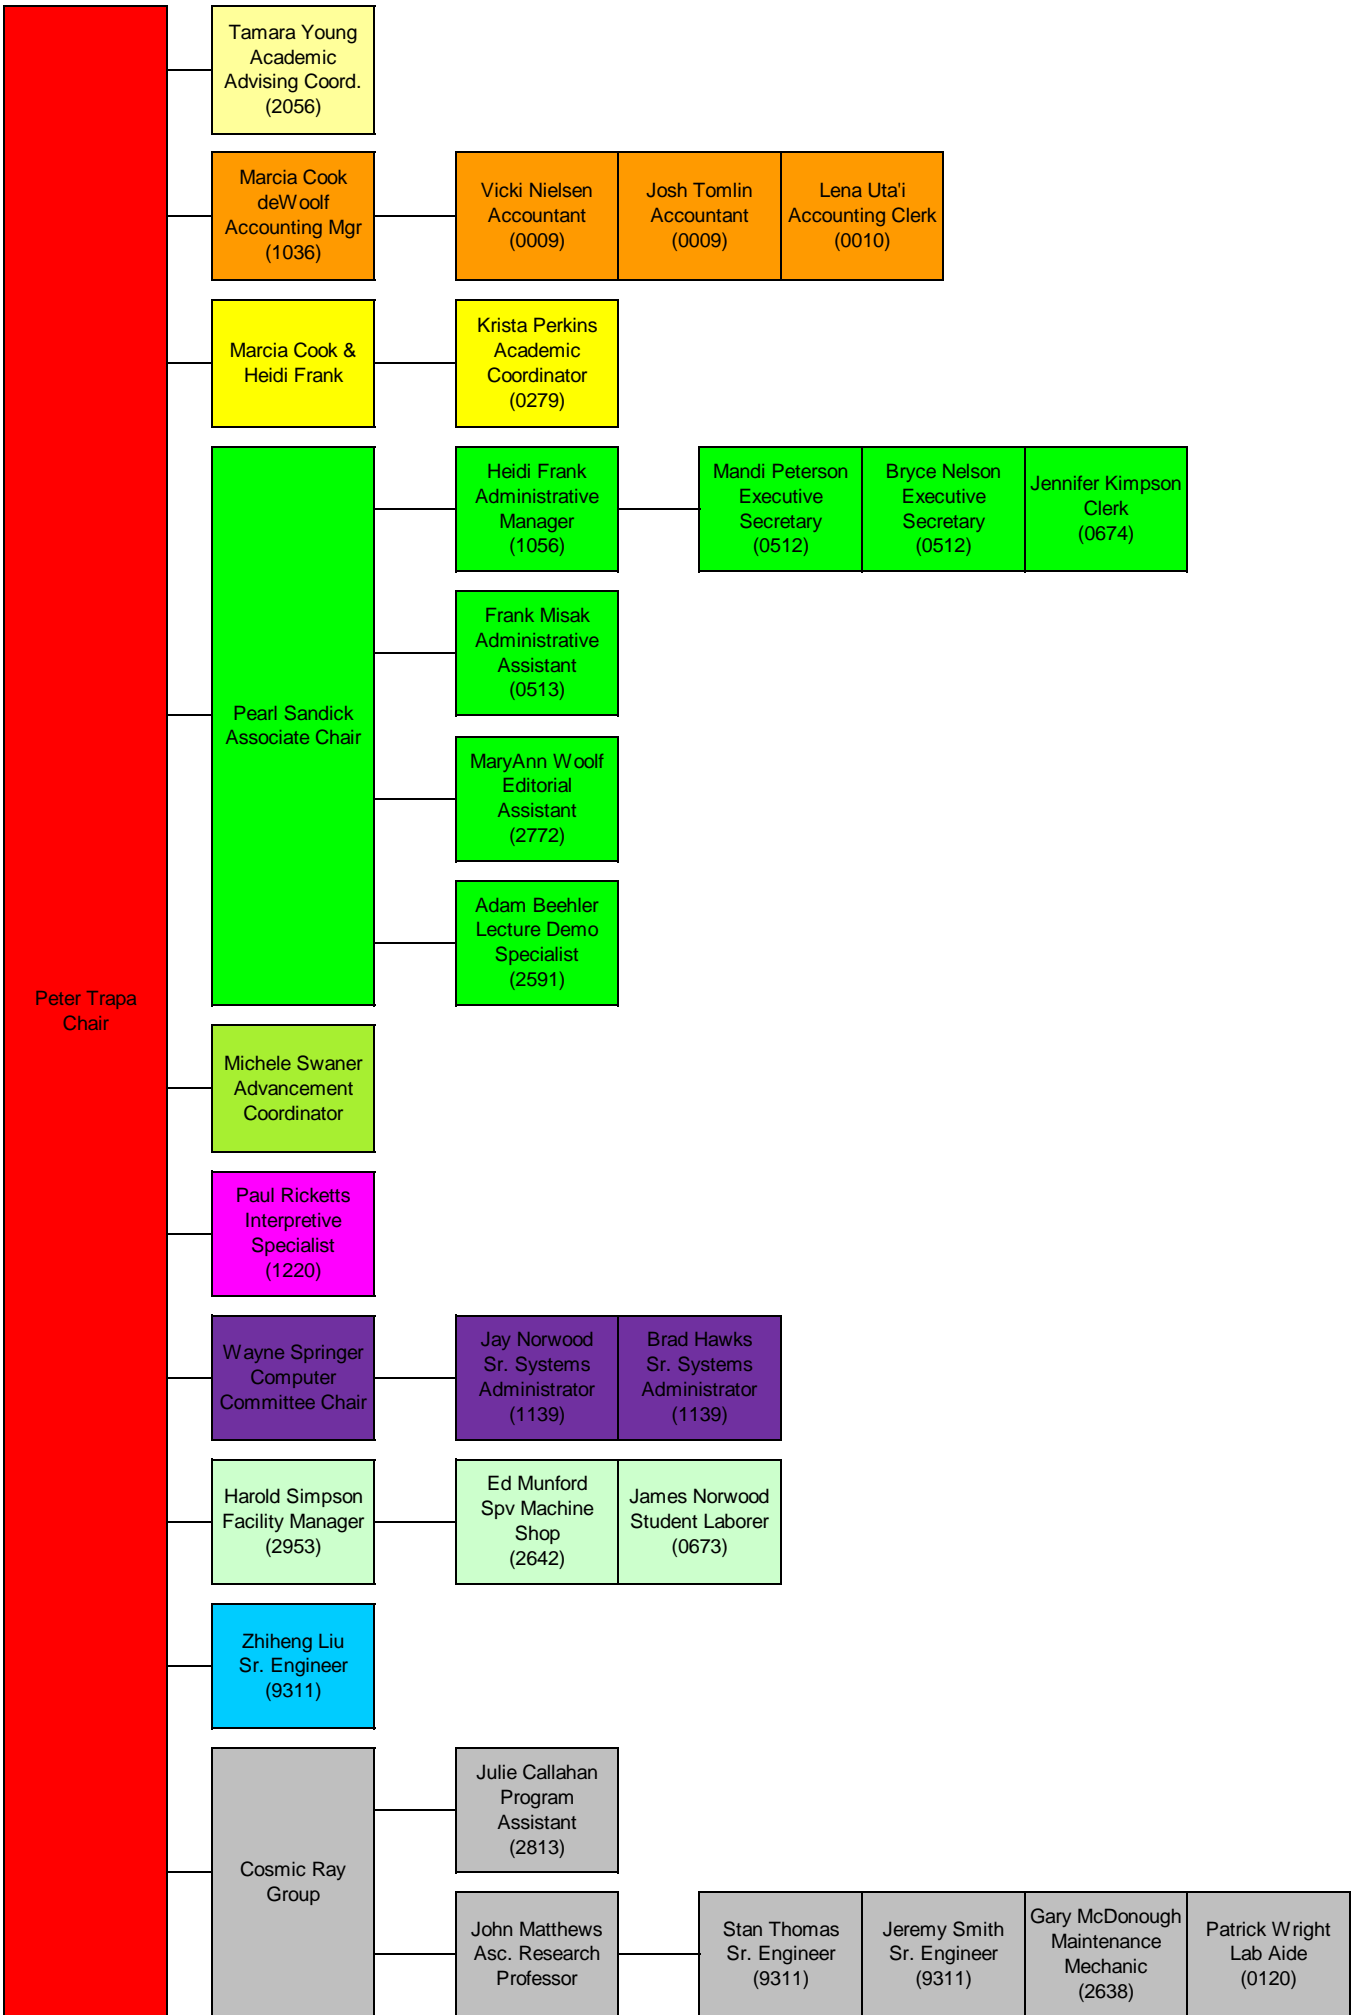 Peter Trapa
Chair
Tamara Young
Academic
Advising Coord.
(2056)
Marcia Cook
deWoolf
Accounting Mgr
(1036)
Vicki Nielsen
Accountant
(0009)
Josh Tomlin
Accountant
(0009)
Lena Uta'i
Accounting Clerk
(0010)
Marcia Cook &
Heidi Frank
Krista Perkins
Academic
Coordinator
(0279)
Pearl Sandick
Associate Chair
Heidi Frank
Administrative
Manager
(1056)
Mandi Peterson
Executive
Secretary
(0512)
Bryce Nelson
Executive
Secretary
(0512)
Jennifer Kimpson
Clerk
(0674)
Frank Misak
Administrative
Assistant
(0513)
MaryAnn Woolf
Editorial
Assistant
(2772)
Adam Beehler
Lecture Demo
Specialist
(2591)
Michele Swaner
Advancement
Coordinator
Paul Ricketts
Interpretive
Specialist
(1220)
Wayne Springer
Computer
Committee Chair
Jay Norwood
Sr. Systems
Administrator
(1139)
Brad Hawks
Sr. Systems
Administrator
(1139)
Harold Simpson
Facility Manager
(2953)
Ed Munford
Spv Machine
Shop
(2642)
James Norwood
Student Laborer
(0673)
Zhiheng Liu
Sr. Engineer
(9311)
Cosmic Ray
Group
Julie Callahan
Program
Assistant
(2813)
John Matthews
Asc. Research
Professor
Stan Thomas
Sr. Engineer
(9311)
Jeremy Smith
Sr. Engineer
(9311)
Gary McDonough
Maintenance
Mechanic
(2638)
Patrick Wright
Lab Aide
(0120)